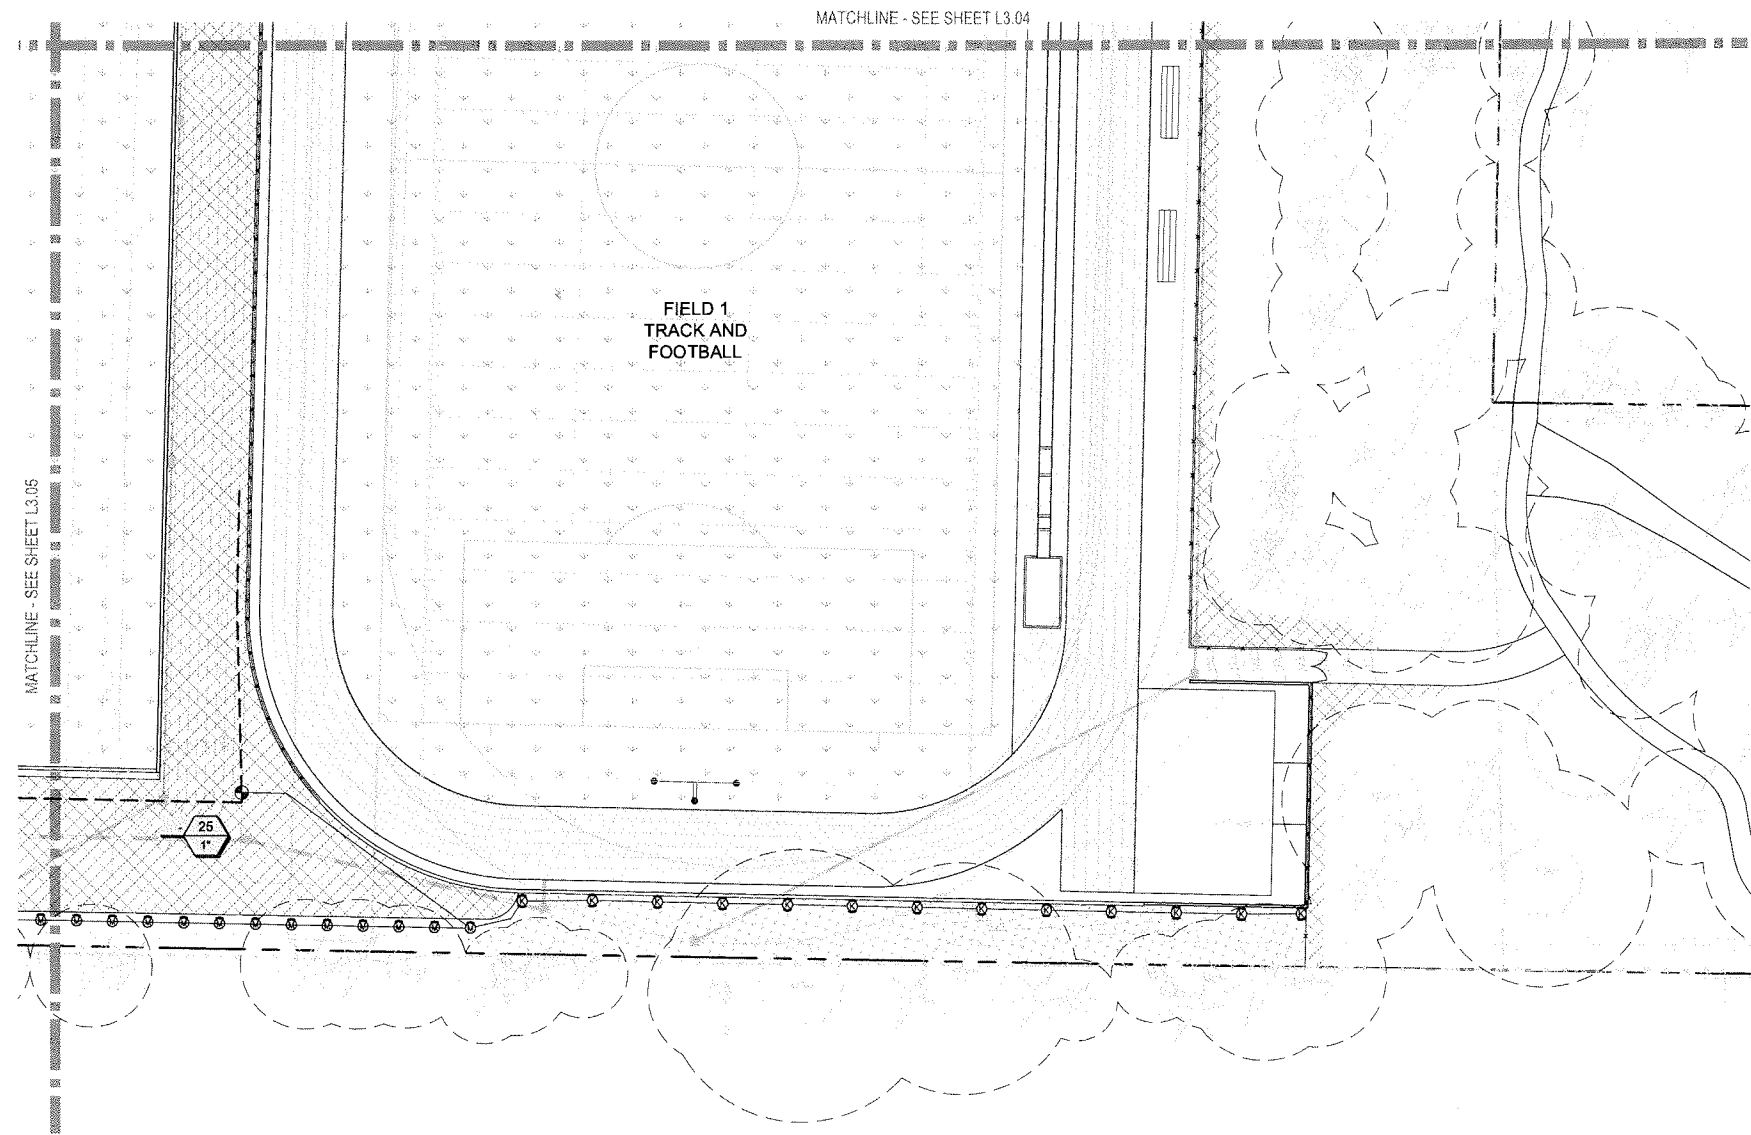 MATCHLINE - SEE SHEET L3.04
FIELD 1
TRACK AND
FOOTBALL
MATCHLINE - SEE SHEET L3.05
25
1"